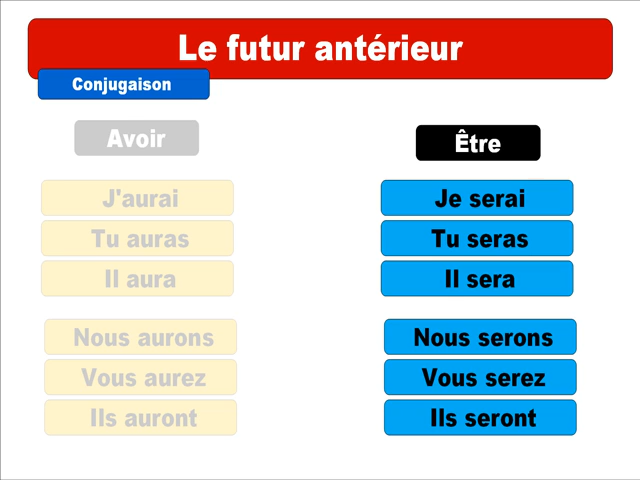 Le futur antérieur
Conjugaison
Avoir
J'aurai
Tu auras
Il aura
Nous aurons
Vous aurez
Ils auront
Être
Je serai
Tu seras
Il sera
Nous serons
Vous serez
Ils seront